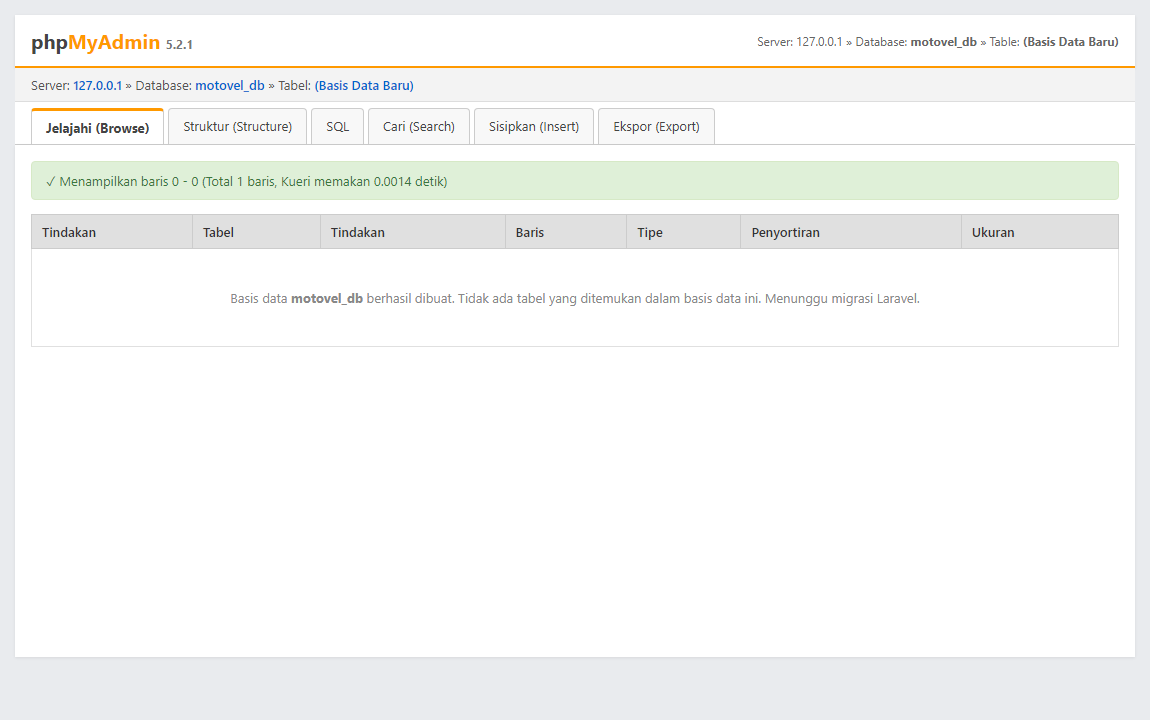 phpMyAdmin 5.2.1
Server: 127.0.0.1 » Database: motovel_db » Table: (Basis Data Baru)
Server: 127.0.0.1 » Database: motovel_db » Tabel: (Basis Data Baru)
Jelajahi (Browse) Struktur (Structure) SQL Cari (Search) Sisipkan (Insert) Ekspor (Export)
✓ Menampilkan baris 0 - 0 (Total 1 baris, Kueri memakan 0.0014 detik)
Tindakan Tabel Tindakan Baris Tipe Penyortiran Ukuran
Basis data motovel_db berhasil dibuat. Tidak ada tabel yang ditemukan dalam basis data ini. Menunggu migrasi Laravel.